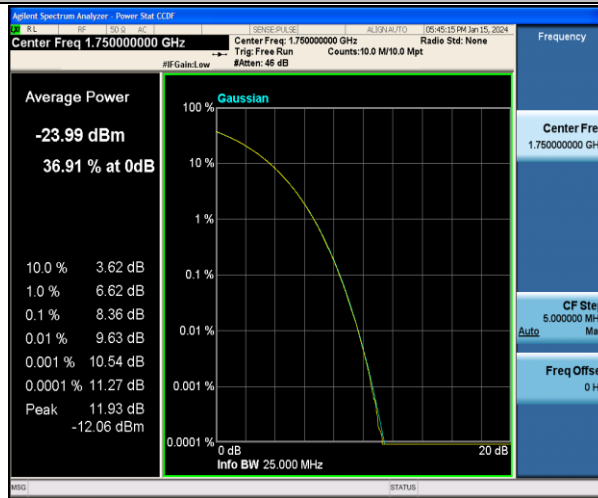 Agilent Spectrum Analyzer - Power Stat CCDF
RL RF 50 Ω AC SENSE:PULSE ALIGN AUTO 05:45:15 PM Jan 15, 2024
Center Freq 1.750000000 GHz
Center Freq: 1.750000000 GHz Radio Std: None
Trig: Free Run Counts:10.0 M/10.0 Mpt
#IFGain:Low #Atten: 46 dB
Frequency
Average Power
-23.99 dBm
36.91 % at 0dB
10.0 % 3.62 dB
1.0 % 6.62 dB
0.1 % 8.36 dB
0.01 % 9.63 dB
0.001 % 10.54 dB
0.0001 % 11.27 dB
Peak 11.93 dB
-12.06 dBm
Gaussian
100 %
10 %
1 %
0.1 %
0.01 %
0.001 %
0.0001 %
0 dB 20 dB
Info BW 25.000 MHz
Center Fre
1.750000000 GH
CF Ste
5.000000 MH
Auto Ma
Freq Offse
0 H
MSG STATUS